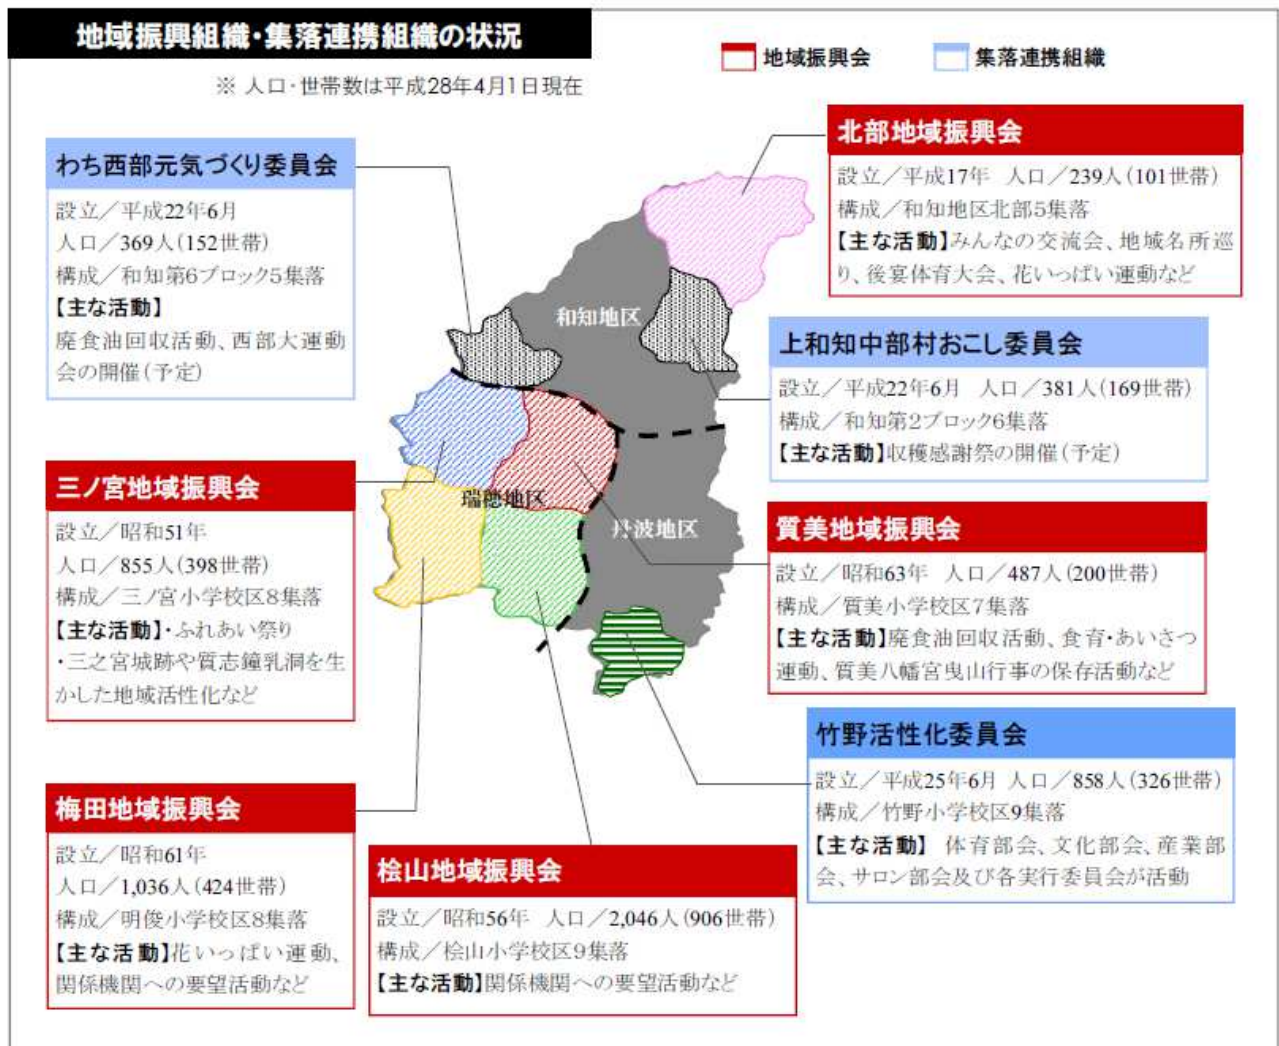 地域振興組織・集落連携組織の状況
※ 人口・世帯数は平成28年4月1日現在
地域振興会
集落連携組織
わち西部元気づくり委員会
設立／平成22年6月
人口／369人(152世帯)
構成／和知第6ブロック5集落
【主な活動】
廃食油回収活動、西部大運動
会の開催(予定)
北部地域振興会
設立／平成17年 人口／239人(101世帯)
構成／和知地区北部5集落
【主な活動】みんなの交流会、地域名所巡
り、後宴体育大会、花いっぱい運動など
上和知中部村おこし委員会
設立／平成22年6月 人口／381人(169世帯)
構成／和知第2ブロック6集落
【主な活動】収穫感謝祭の開催(予定)
和知地区
瑞穂地区
丹波地区
三ノ宮地域振興会
設立／昭和51年
人口／855人(398世帯)
構成／三ノ宮小学校区8集落
【主な活動】・ふれあい祭り
・三之宮城跡や質志鐘乳洞を生
かした地域活性化など
質美地域振興会
設立／昭和63年 人口／487人(200世帯)
構成／質美小学校区7集落
【主な活動】廃食油回収活動、食育・あいさつ
運動、質美八幡宮曳山行事の保存活動など
竹野活性化委員会
設立／平成25年6月 人口／858人(326世帯)
構成／竹野小学校区9集落
【主な活動】 体育部会、文化部会、産業部
会、サロン部会及び各実行委員会が活動
梅田地域振興会
設立／昭和61年
人口／1,036人(424世帯)
構成／明俊小学校区8集落
【主な活動】花いっぱい運動、
関係機関への要望活動など
桧山地域振興会
設立／昭和56年 人口／2,046人(906世帯)
構成／桧山小学校区9集落
【主な活動】関係機関への要望活動など